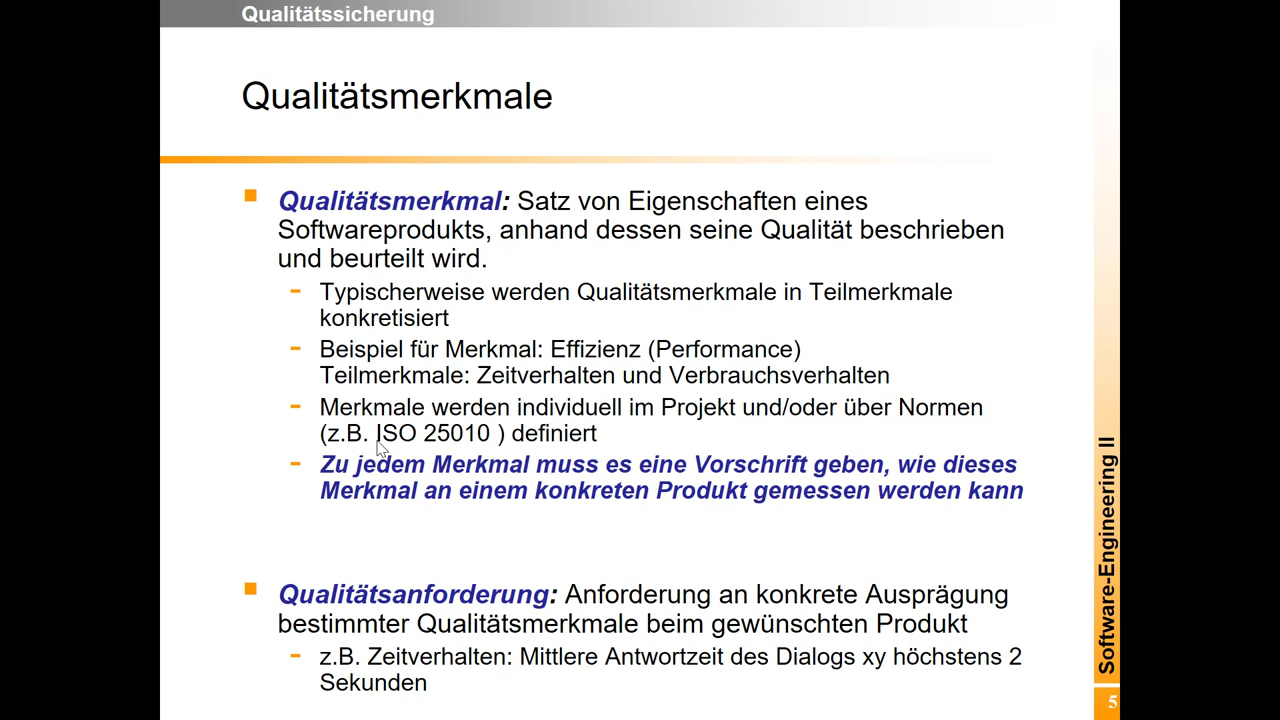 Qualitätssicherung
Qualitätsmerkmale
Qualitätsmerkmal: Satz von Eigenschaften eines
Softwareprodukts, anhand dessen seine Qualität beschrieben
und beurteilt wird.
- Typischerweise werden Qualitätsmerkmale in Teilmerkmale
konkretisiert
- Beispiel für Merkmal: Effizienz (Performance)
Teilmerkmale: Zeitverhalten und Verbrauchsverhalten
- Merkmale werden individuell im Projekt und/oder über Normen
(z.B. ISO 25010 ) definiert
- Zu jedem Merkmal muss es eine Vorschrift geben, wie dieses
Merkmal an einem konkreten Produkt gemessen werden kann
Qualitätsanforderung: Anforderung an konkrete Ausprägung
bestimmter Qualitätsmerkmale beim gewünschten Produkt
- z.B. Zeitverhalten: Mittlere Antwortzeit des Dialogs xy höchstens 2
Sekunden
Software-Engineering II
5